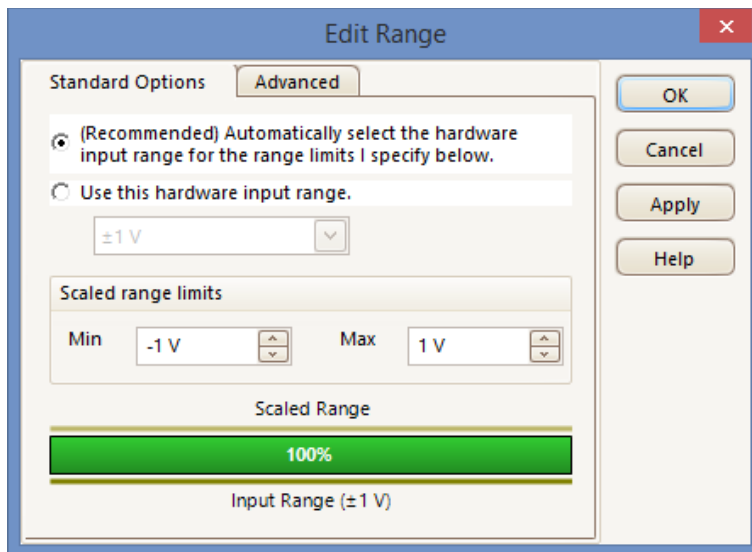 Edit Range
Standard Options
Advanced
(Recommended) Automatically select the hardware
input range for the range limits I specify below.
Use this hardware input range.
±1 V
Scaled range limits
Min
-1 V
Max
1 V
Scaled Range
100%
Input Range (±1 V)
OK
Cancel
Apply
Help